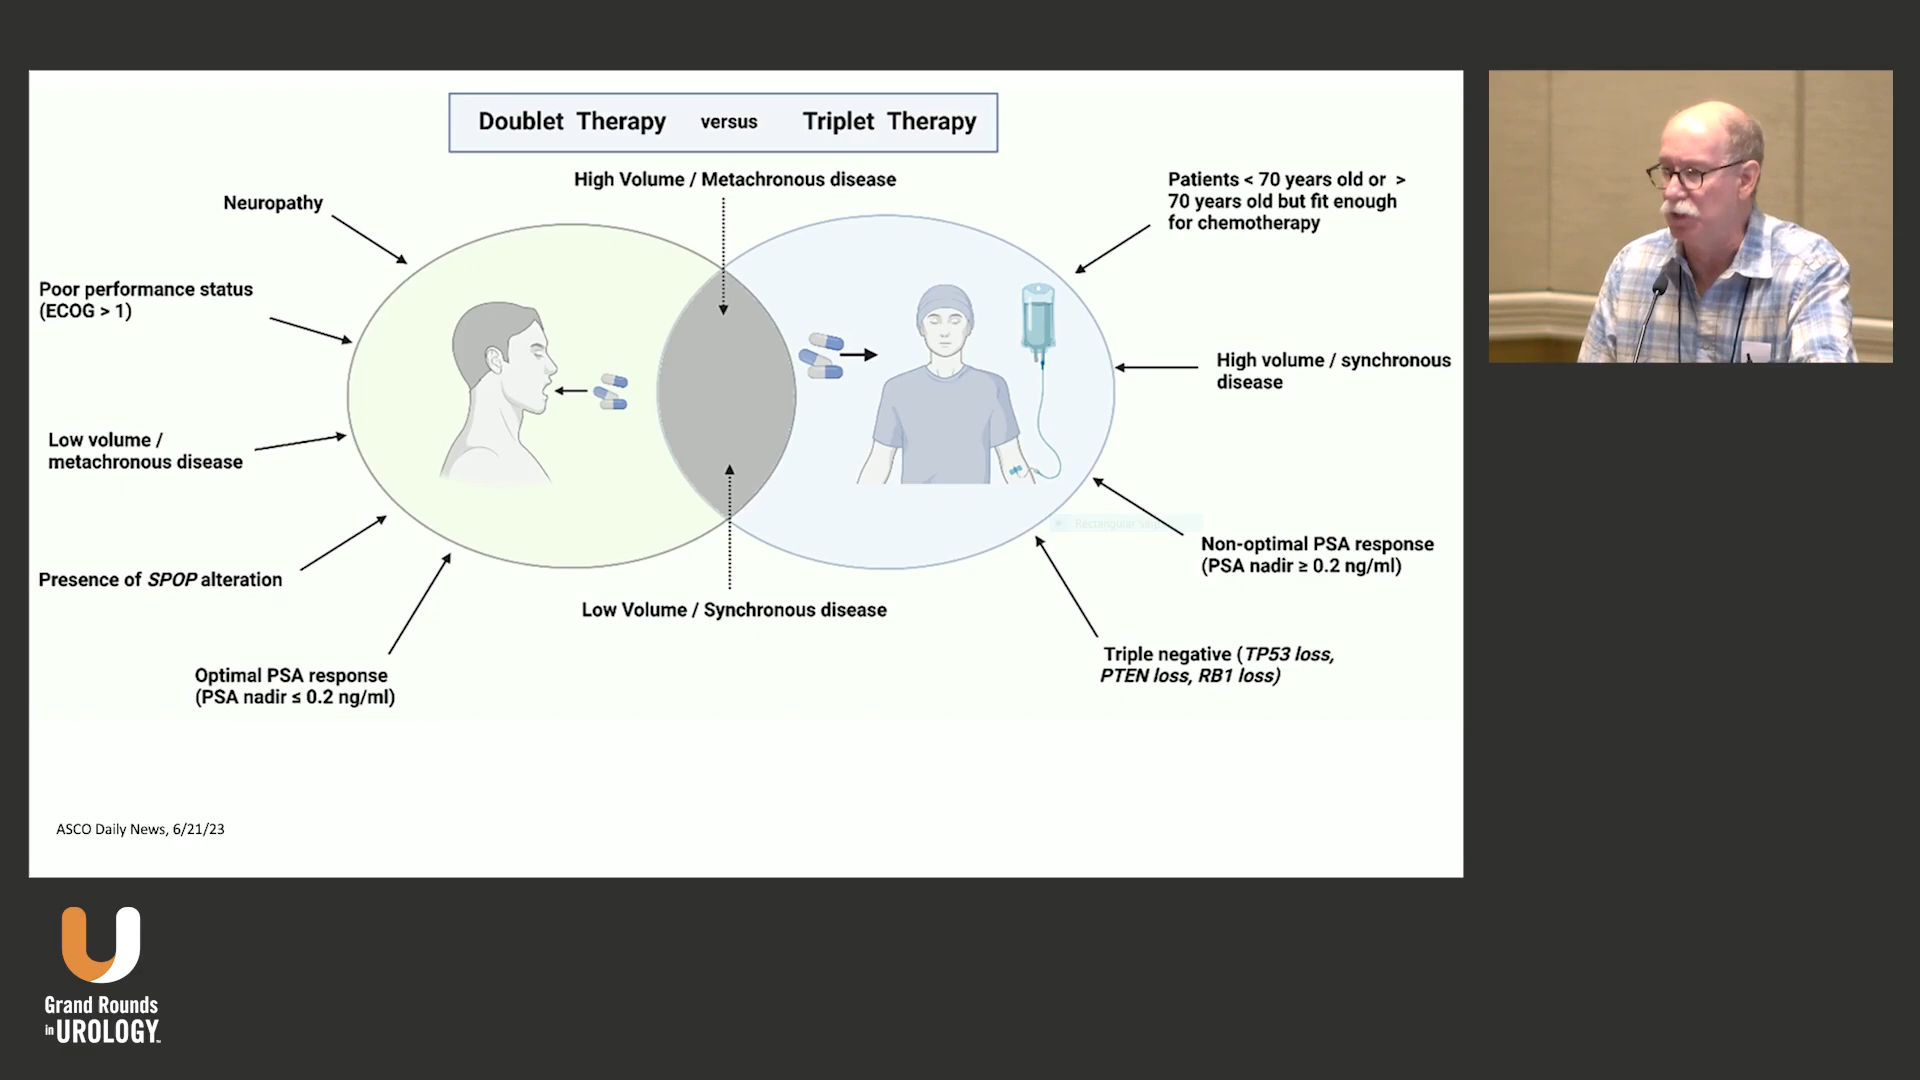 Doublet Therapy versus Triplet Therapy
High Volume / Metachronous disease
Neuropathy
Poor performance status
(ECOG > 1)
Low volume /
metachronous disease
Presence of SPOP alteration
Optimal PSA response
(PSA nadir ≤ 0.2 ng/ml)
Low Volume / Synchronous disease
Patients < 70 years old or >
70 years old but fit enough
for chemotherapy
High volume / synchronous
disease
Rectangular
Non-optimal PSA response
(PSA nadir ≥ 0.2 ng/ml)
Triple negative (TP53 loss,
PTEN loss, RB1 loss)
ASCO Daily News, 6/21/23
Grand Rounds
in UROLOGY